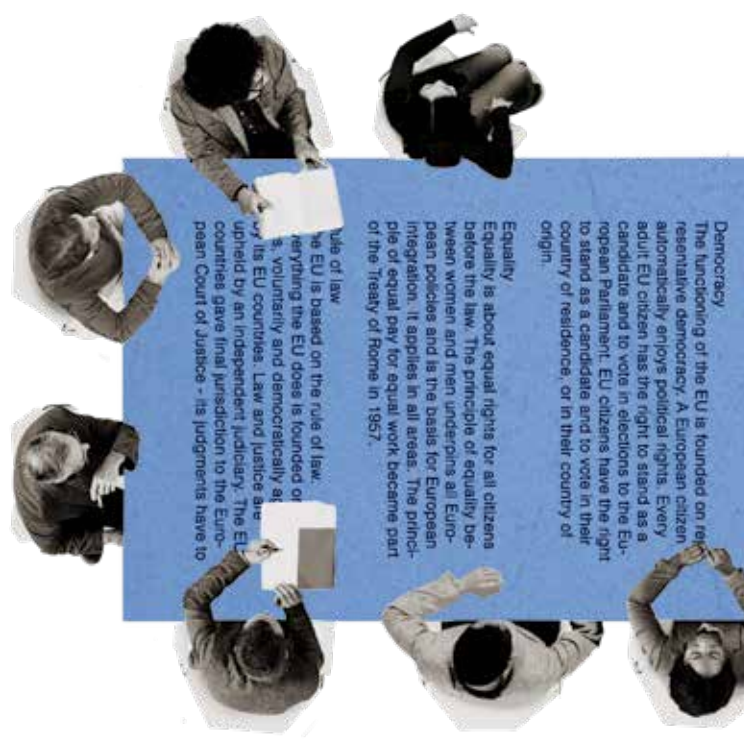 Democracy
The functioning of the EU is founded on re
resentative democracy. A European citizen
automatically enjoys political rights. Every
adult EU citizen has the right to stand as a
candidate and to vote in elections to the Eu-
ropean Parliament. EU citizens have the right
to stand as a candidate and to vote in their
country of residence, or in their country of
origin.
Equality
Equality is about equal rights for all citizens
before the law. The principle of equality be-
tween women and men underpins all Euro-
pean policies and is the basis for European
integration. It applies in all areas. The princi-
ple of equal pay for equal work became part
of the Treaty of Rome in 1957.
of law
EU is based on the rule of law.
the EU does is founded
voluntarily and democratically
its EU countries. Law and justice are
upheld by an independent judiciary. The EU
countries gave final jurisdiction to the Euro-
pean Court of Justice - its judgments have to